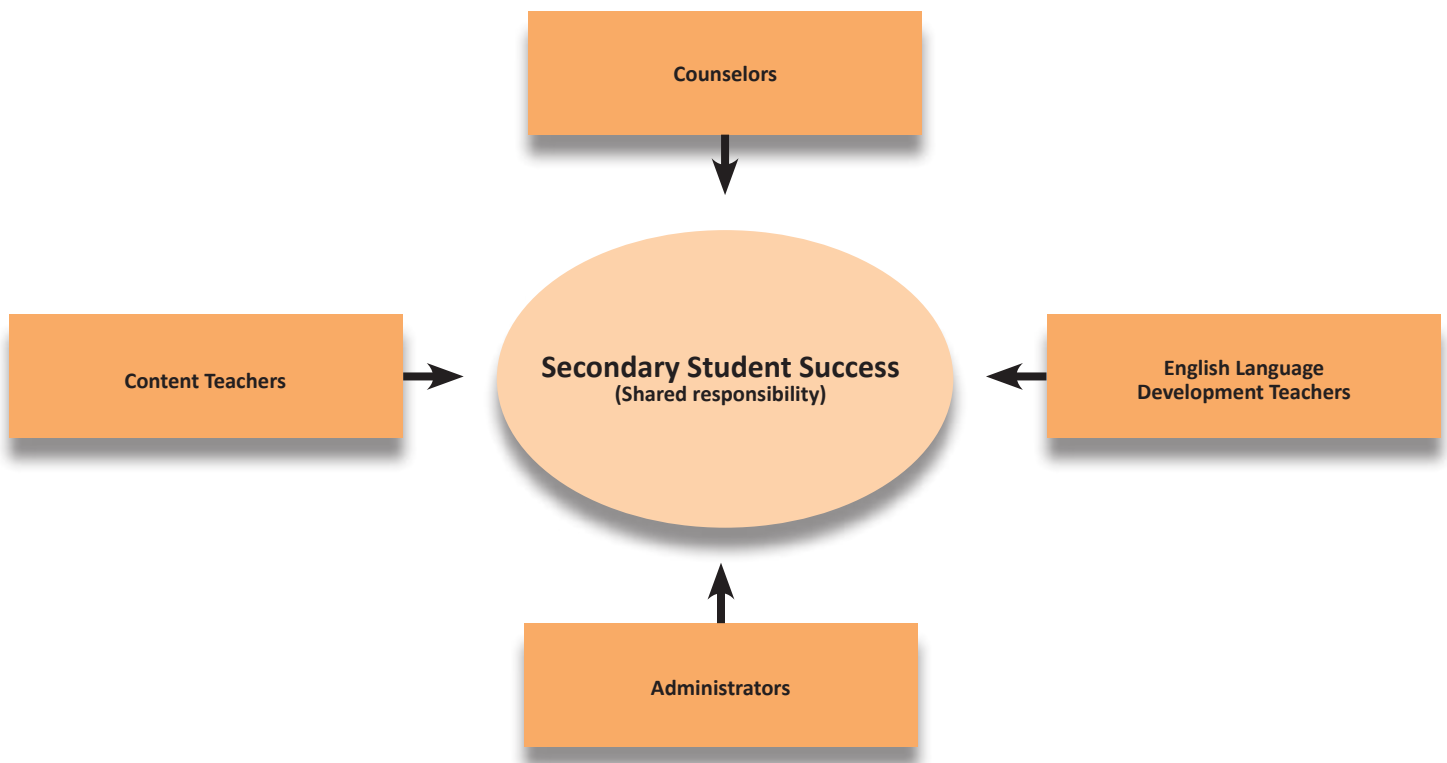 Counselors
Content Teachers
Secondary Student Success
(Shared responsibility)
English Language
Development Teachers
Administrators